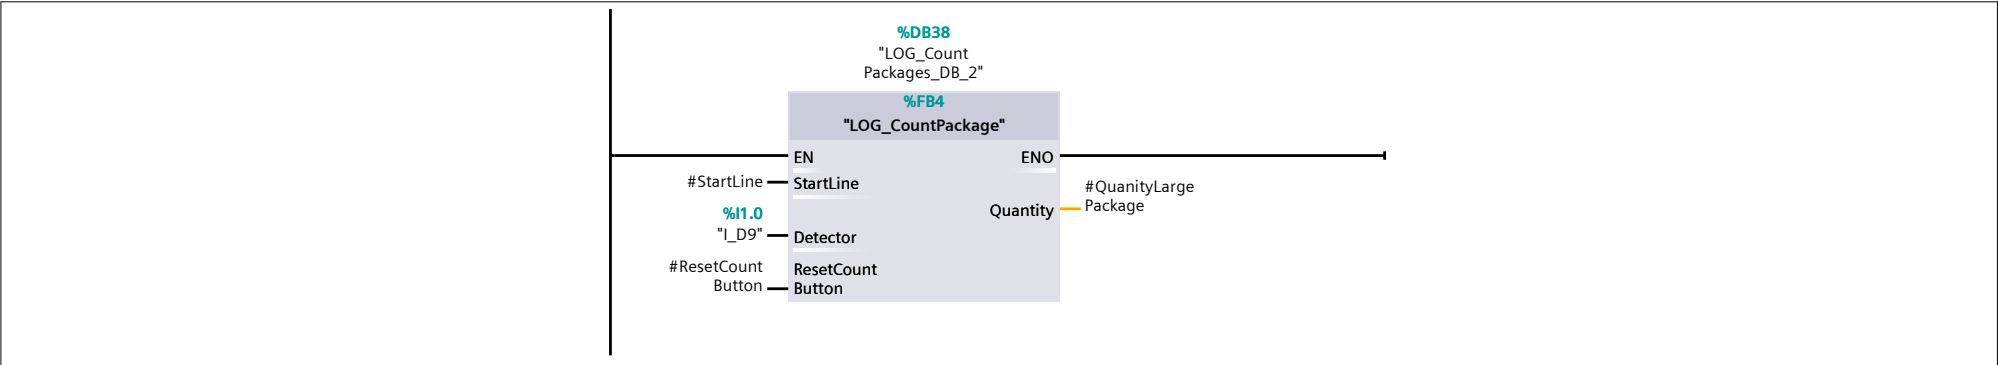 %DB38
"LOG_Count
Packages_DB_2"
%FB4
"LOG_CountPackage"
EN
ENO
#StartLine
StartLine
#QuanityLarge
Package
Quantity
%I1.0
"I_D9"
Detector
#ResetCount
Button
ResetCount
Button